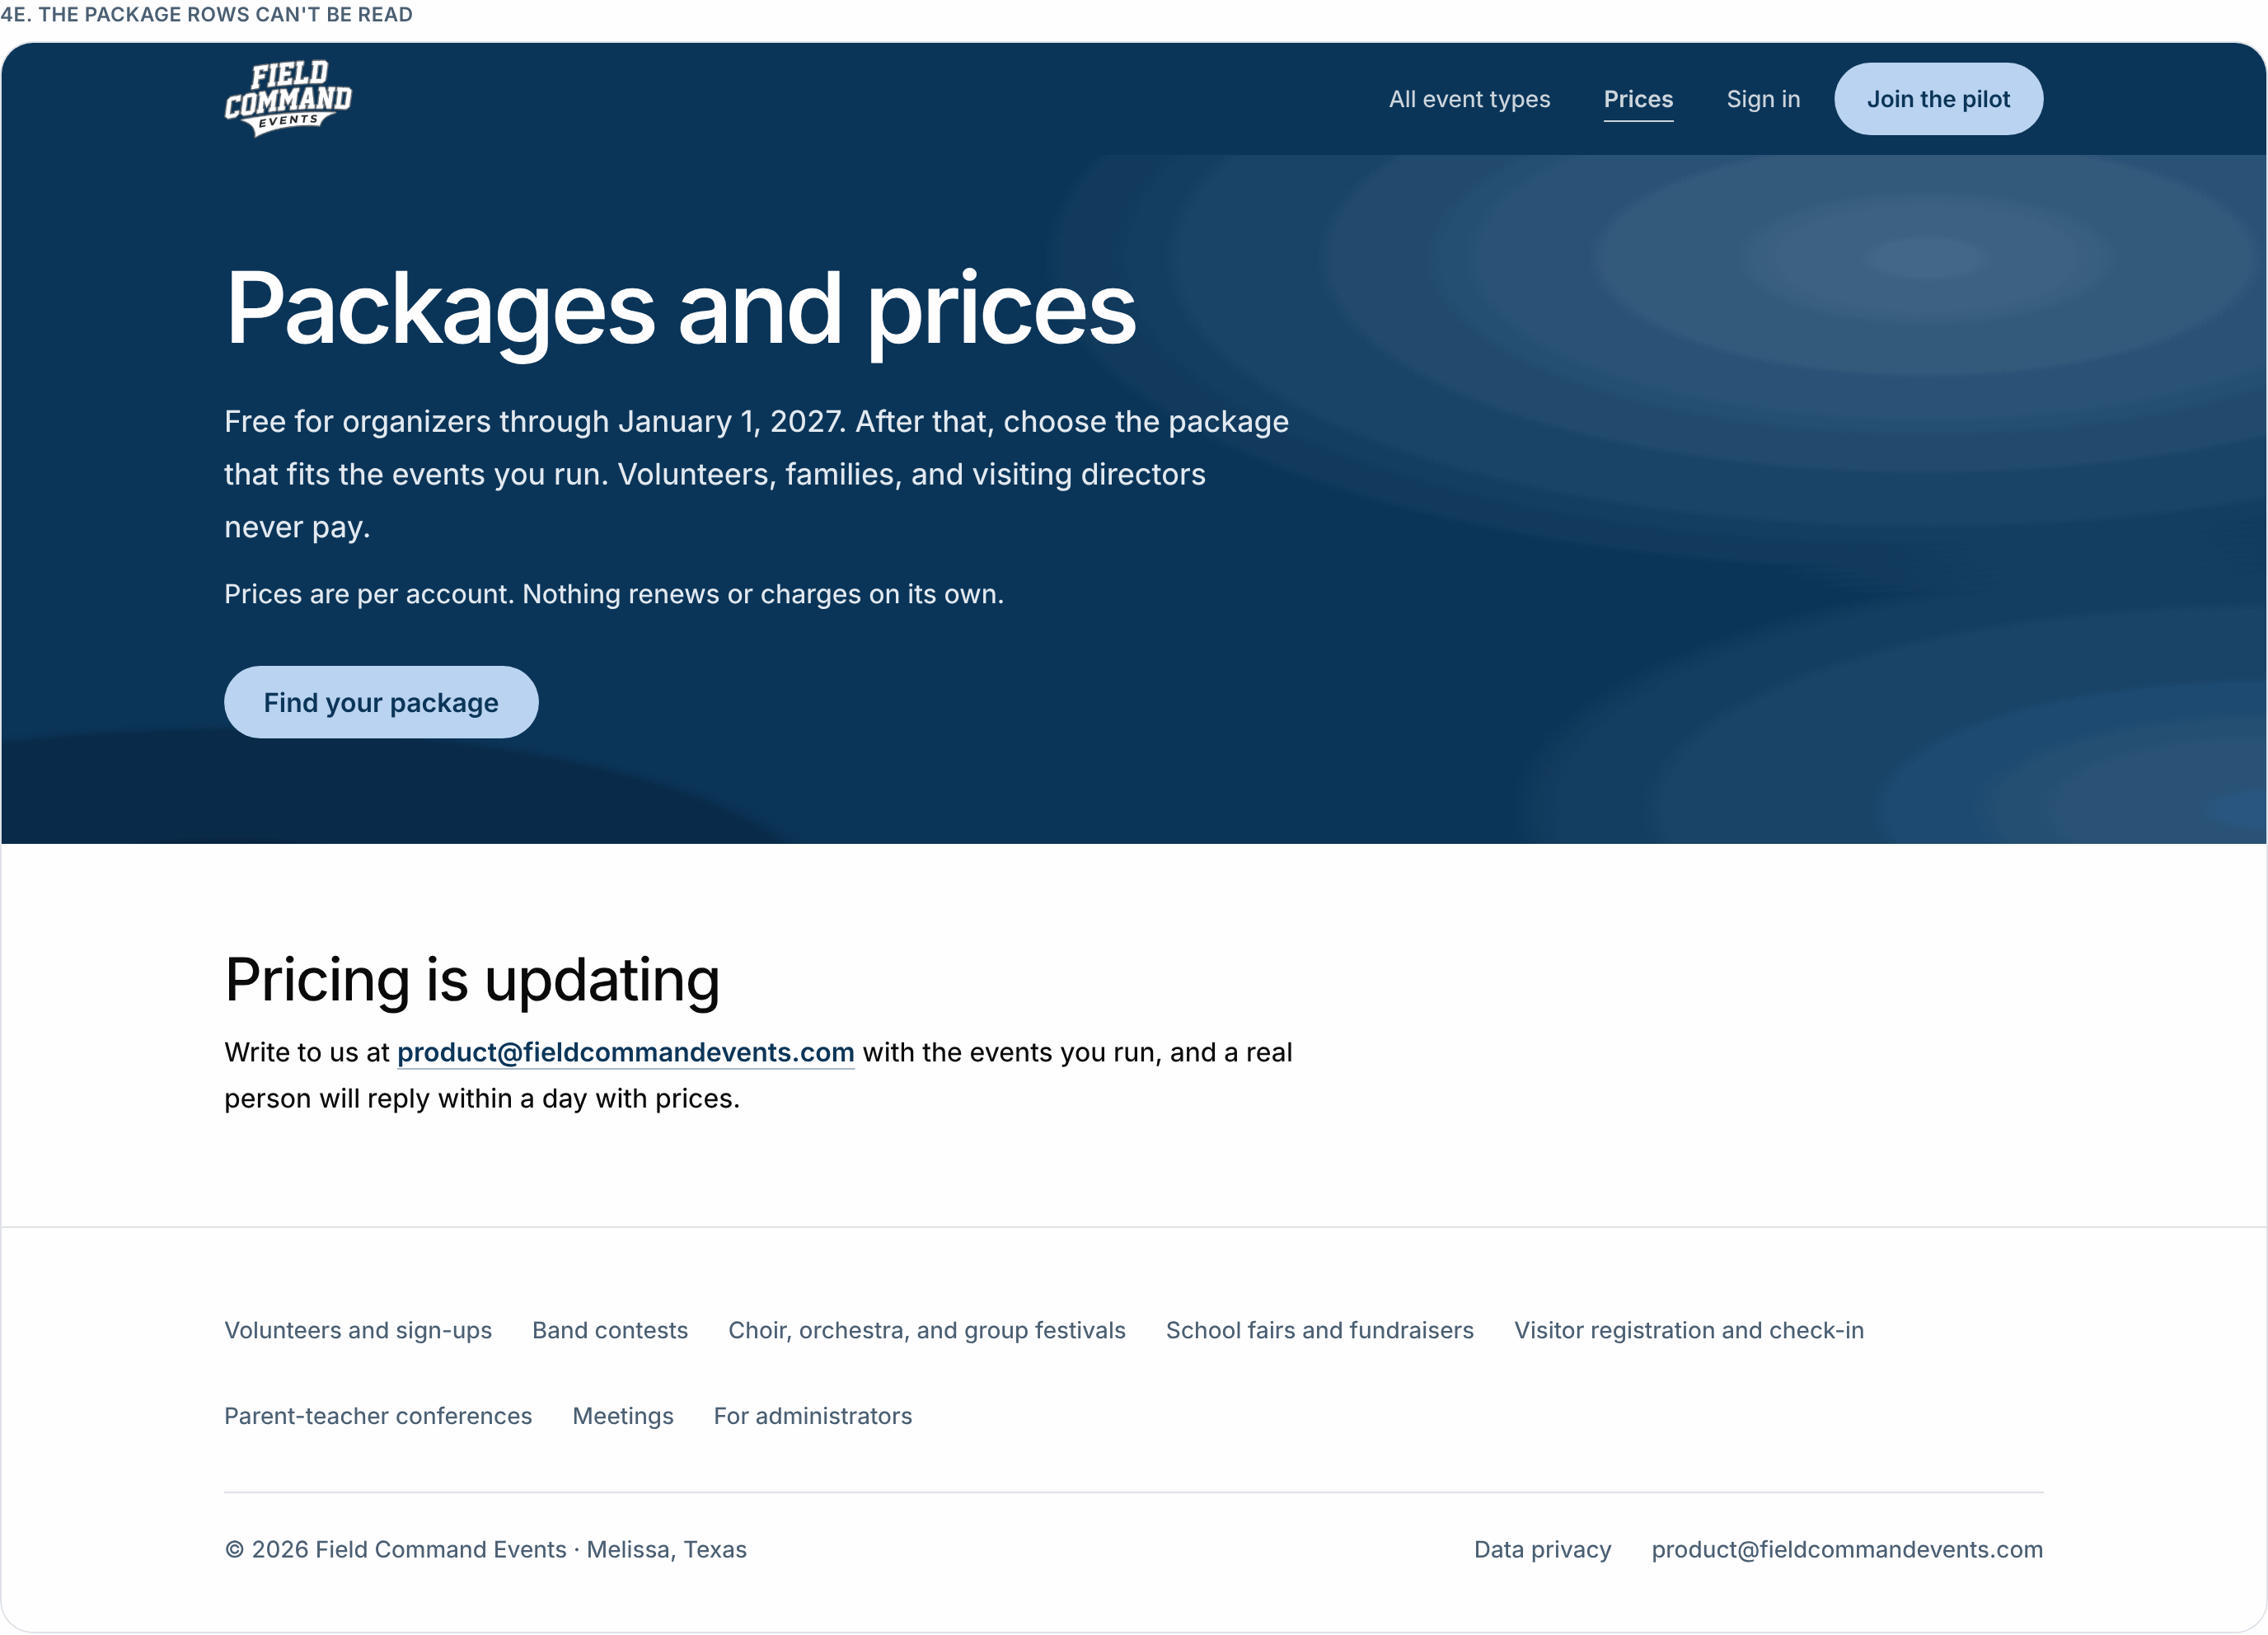 4E. THE PACKAGE ROWS CAN'T BE READ
FIELD
COMMAND
EVENTS
All event types
Prices
Sign in
Join the pilot
Packages and prices
Free for organizers through January 1, 2027. After that, choose the package
that fits the events you run. Volunteers, families, and visiting directors
never pay.
Prices are per account. Nothing renews or charges on its own.
Find your package
Pricing is updating
Write to us at product@fieldcommandevents.com with the events you run, and a real
person will reply within a day with prices.
Volunteers and sign-ups
Band contests
Choir, orchestra, and group festivals
School fairs and fundraisers
Visitor registration and check-in
Parent-teacher conferences
Meetings
For administrators
© 2026 Field Command Events · Melissa, Texas
Data privacy
product@fieldcommandevents.com